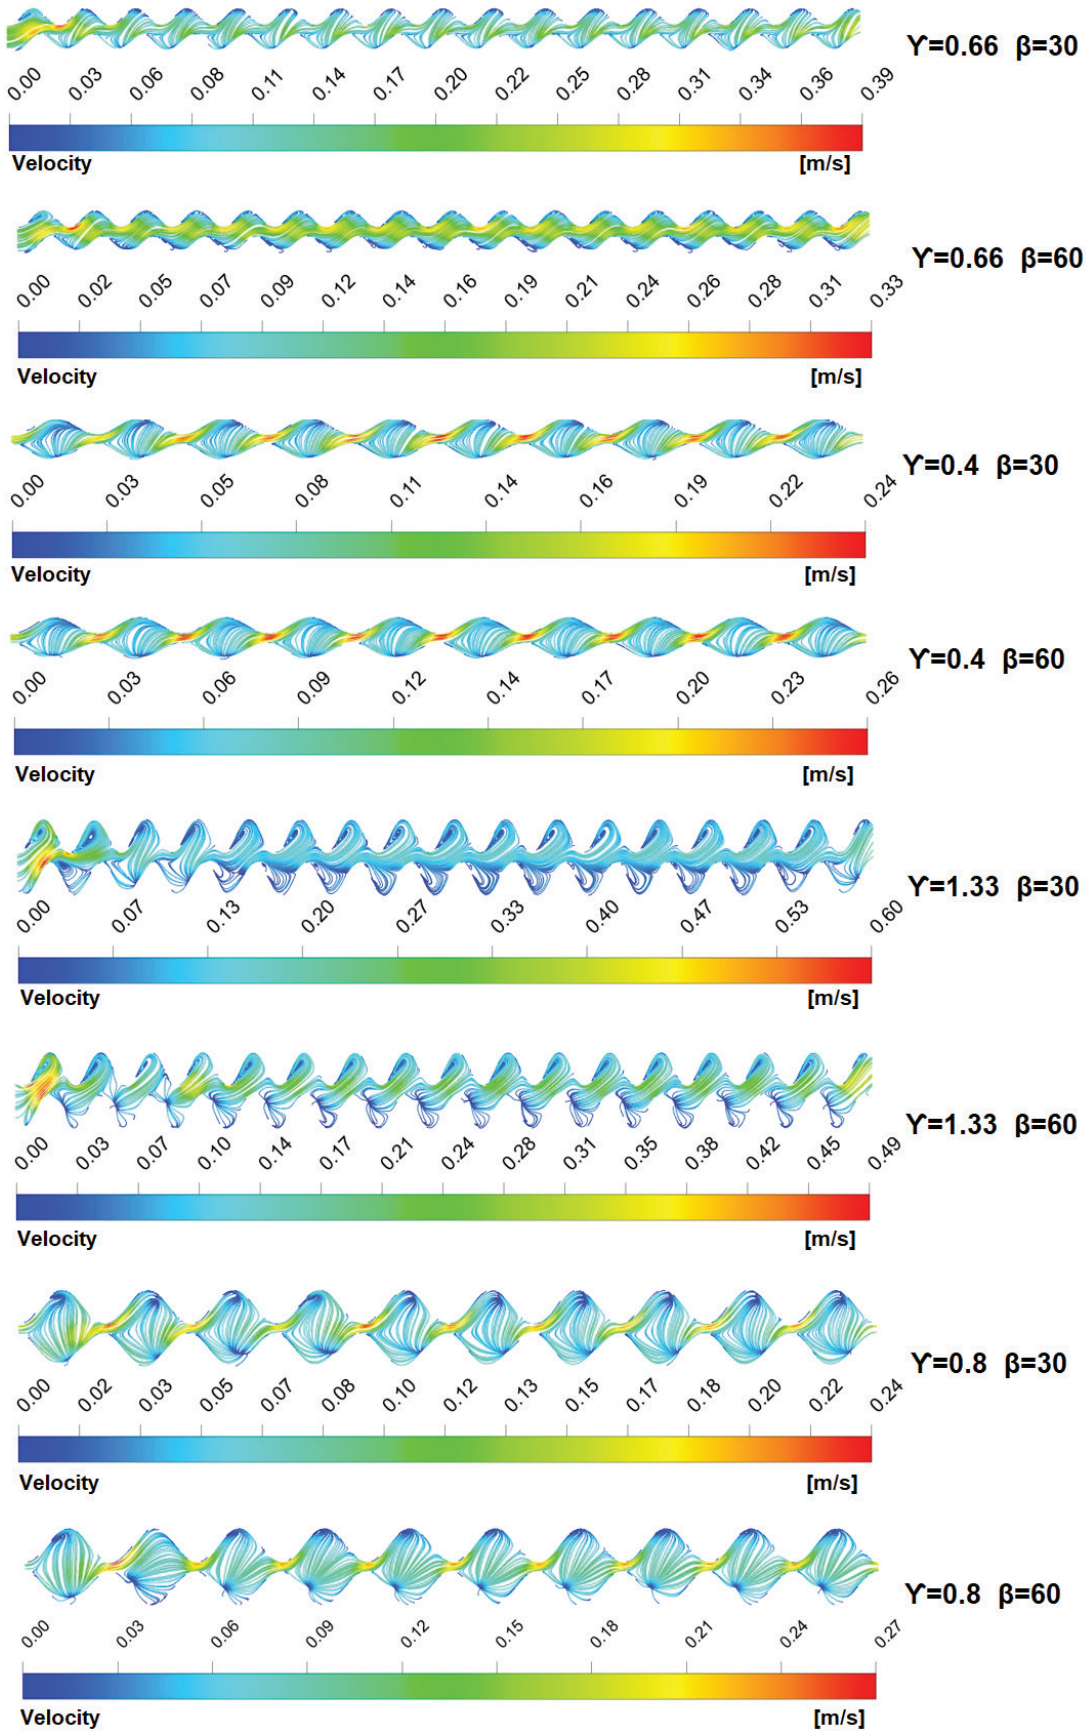 ϒ=0.66 β=30
0.00 0.03 0.06 0.08 0.11 0.14 0.17 0.20 0.22 0.25 0.28 0.31 0.34 0.36 0.39
Velocity [m/s]
ϒ=0.66 β=60
0.00 0.02 0.05 0.07 0.09 0.12 0.14 0.16 0.19 0.21 0.24 0.26 0.28 0.31 0.33
Velocity [m/s]
ϒ=0.4 β=30
0.00 0.03 0.05 0.08 0.11 0.14 0.16 0.19 0.22 0.24
Velocity [m/s]
ϒ=0.4 β=60
0.00 0.03 0.06 0.09 0.12 0.14 0.17 0.20 0.23 0.26
Velocity [m/s]
ϒ=1.33 β=30
0.00 0.07 0.13 0.20 0.27 0.33 0.40 0.47 0.53 0.60
Velocity [m/s]
ϒ=1.33 β=60
0.00 0.03 0.07 0.10 0.14 0.17 0.21 0.24 0.28 0.31 0.35 0.38 0.42 0.45 0.49
Velocity [m/s]
ϒ=0.8 β=30
0.00 0.02 0.03 0.05 0.07 0.08 0.10 0.12 0.13 0.15 0.17 0.18 0.20 0.22 0.24
Velocity [m/s]
ϒ=0.8 β=60
0.00 0.03 0.06 0.09 0.12 0.15 0.18 0.21 0.24 0.27
Velocity [m/s]